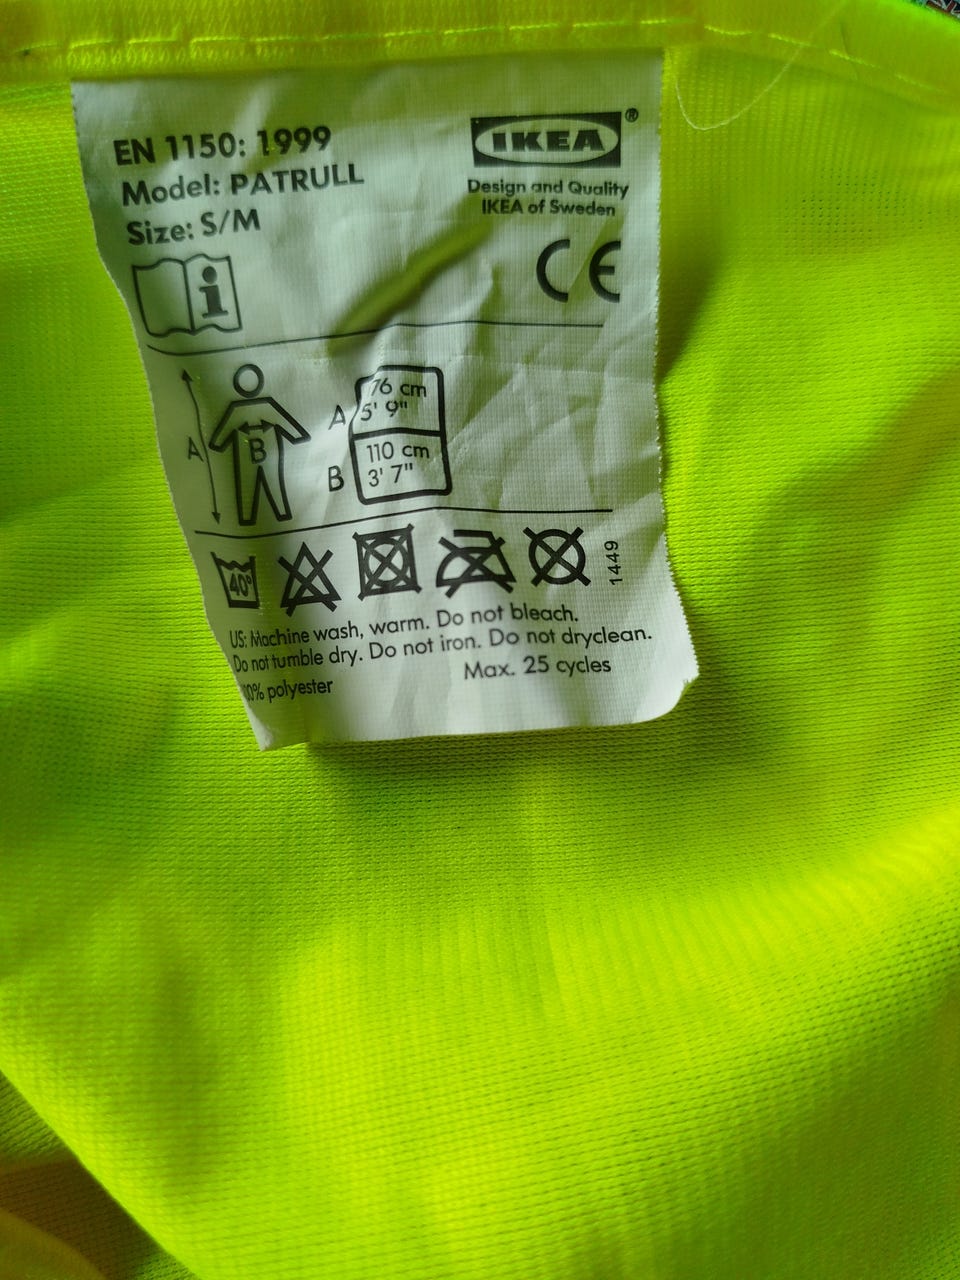 EN 1150: 1999
Model: PATRULL
Size: S/M
IKEA®
Design and Quality
IKEA of Sweden
CE
i
A
B
A
76 cm
5' 9"
B
110 cm
3' 7"
40°
1449
US: Machine wash, warm. Do not bleach.
Do not tumble dry. Do not iron. Do not dryclean.
Max. 25 cycles
00% polyester